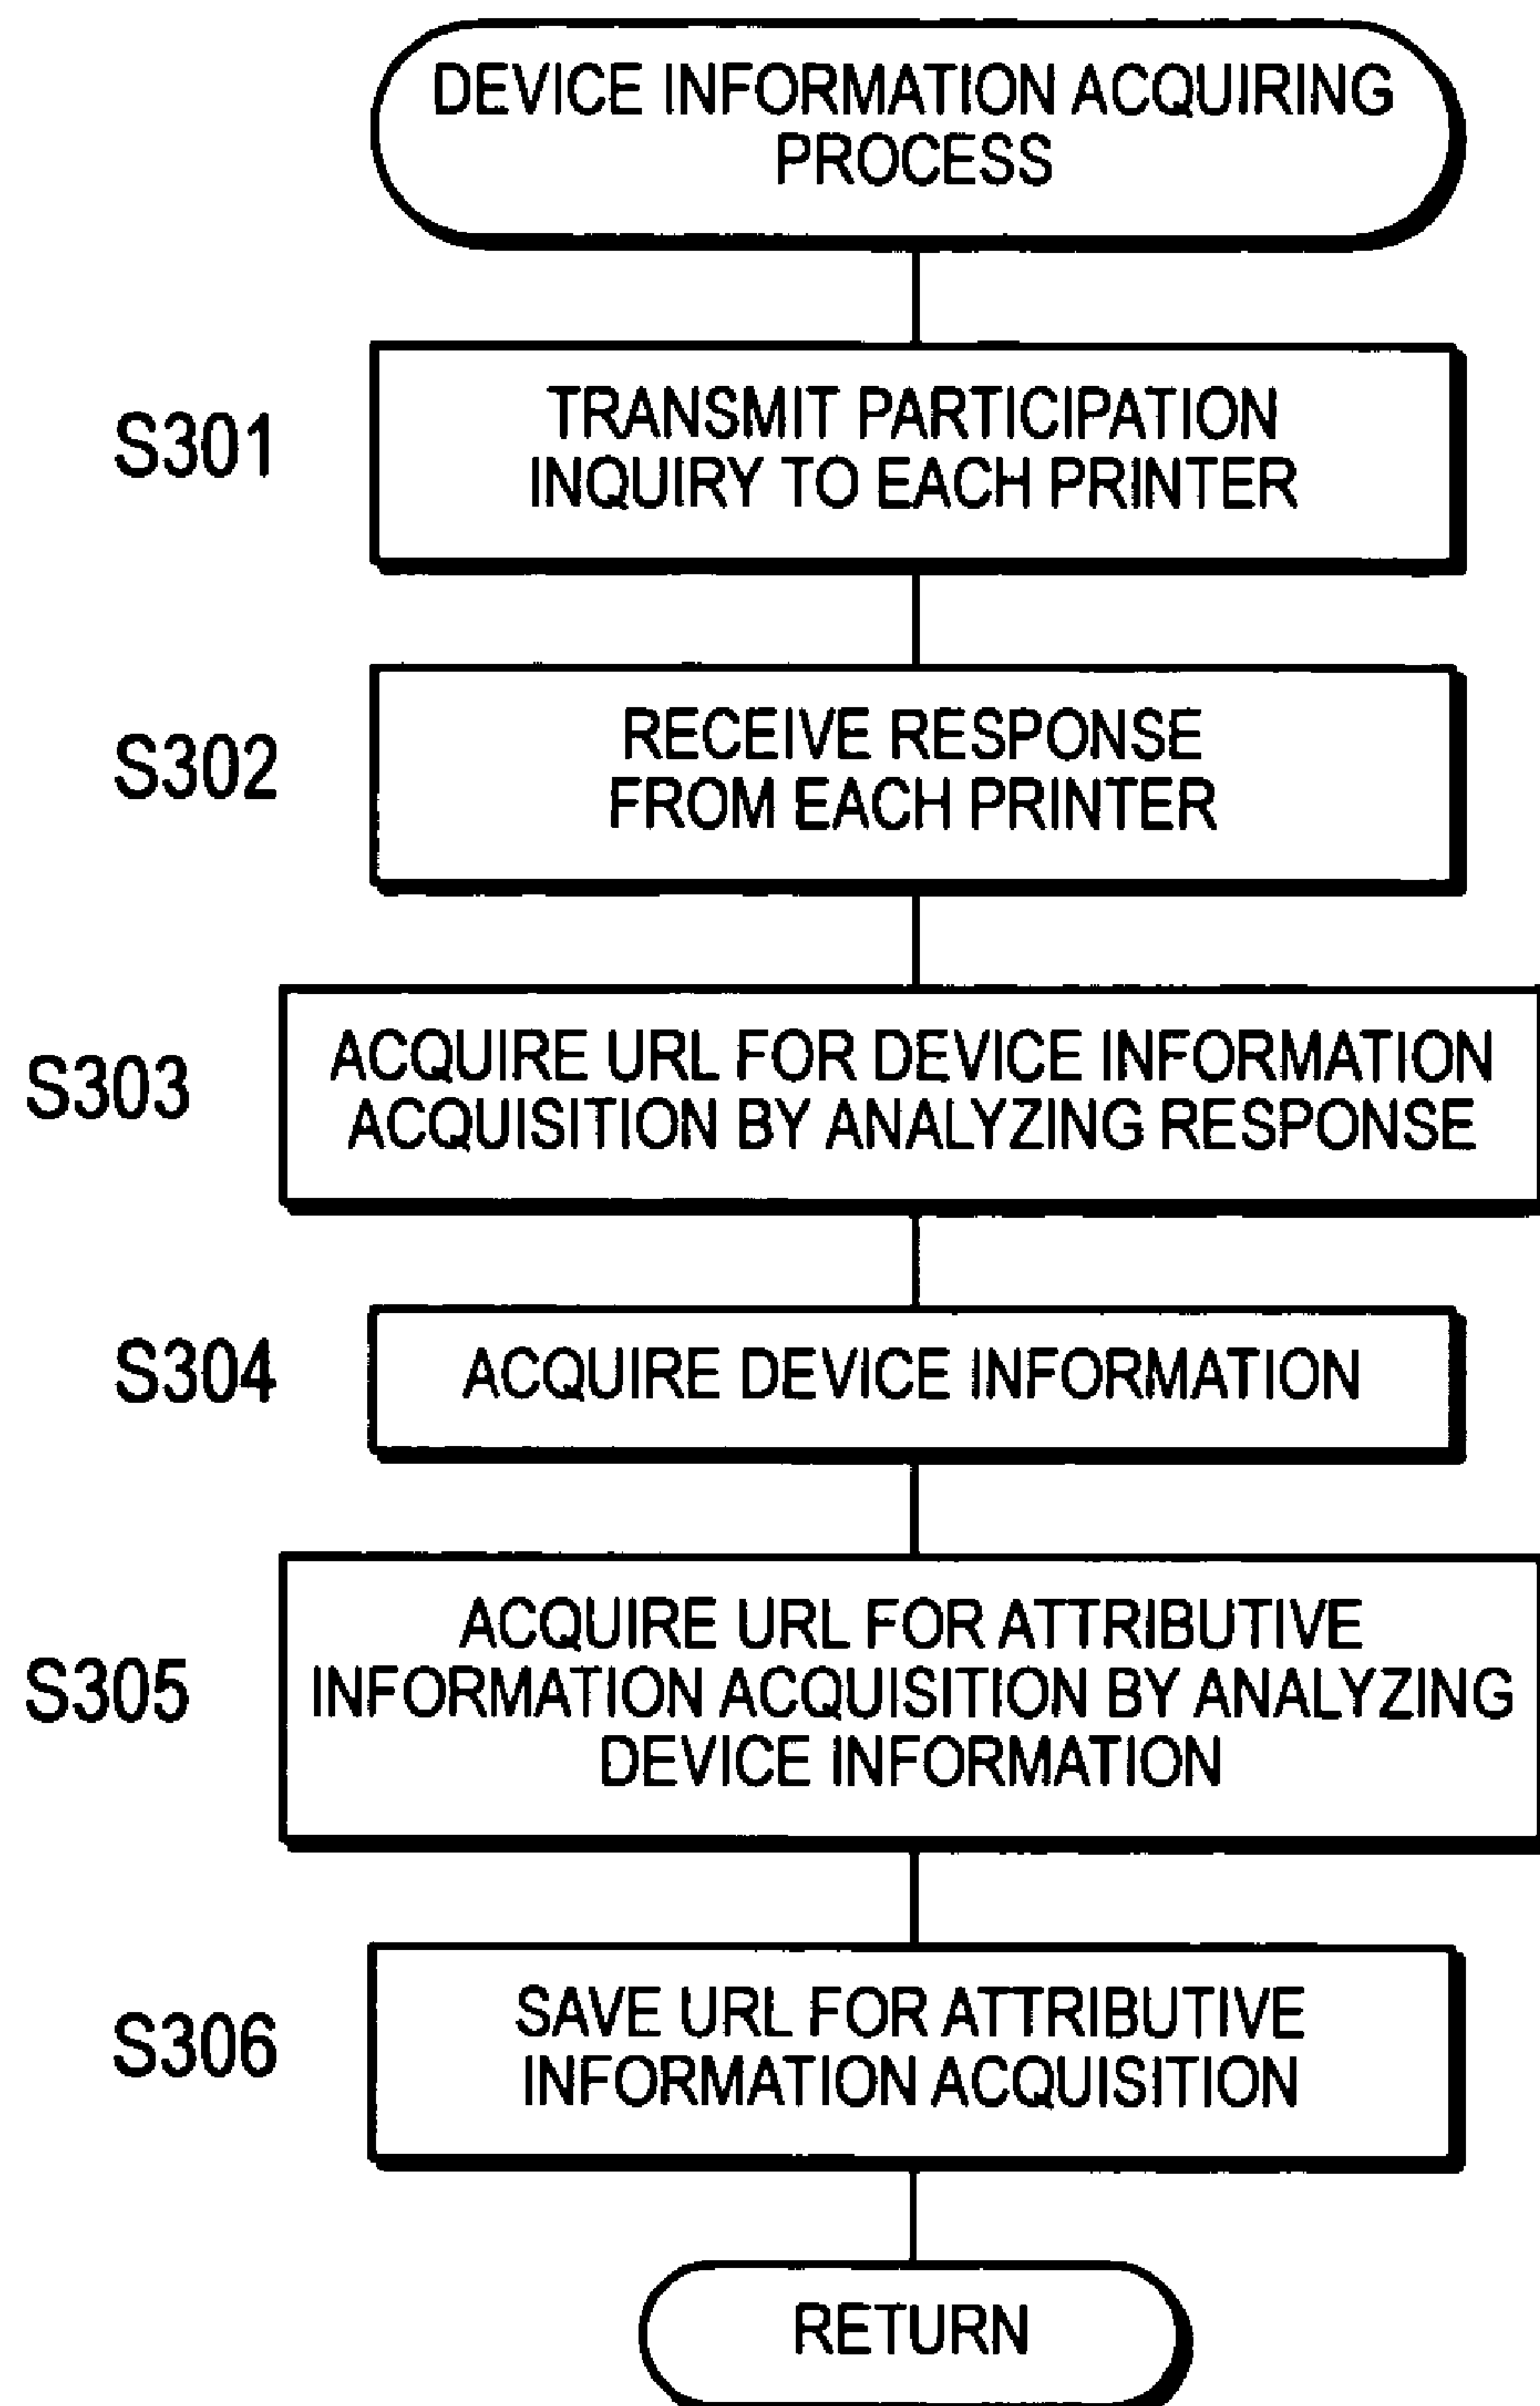 DEVICE INFORMATION ACQUIRING
PROCESS
S301
TRANSMIT PARTICIPATION
INQUIRY TO EACH PRINTER
S302
RECEIVE RESPONSE
FROM EACH PRINTER
S303
ACQUIRE URL FOR DEVICE INFORMATION
ACQUISITION BY ANALYZING RESPONSE
S304
ACQUIRE DEVICE INFORMATION
S305
ACQUIRE URL FOR ATTRIBUTIVE
INFORMATION ACQUISITION BY ANALYZING
DEVICE INFORMATION
S306
SAVE URL FOR ATTRIBUTIVE
INFORMATION ACQUISITION
RETURN